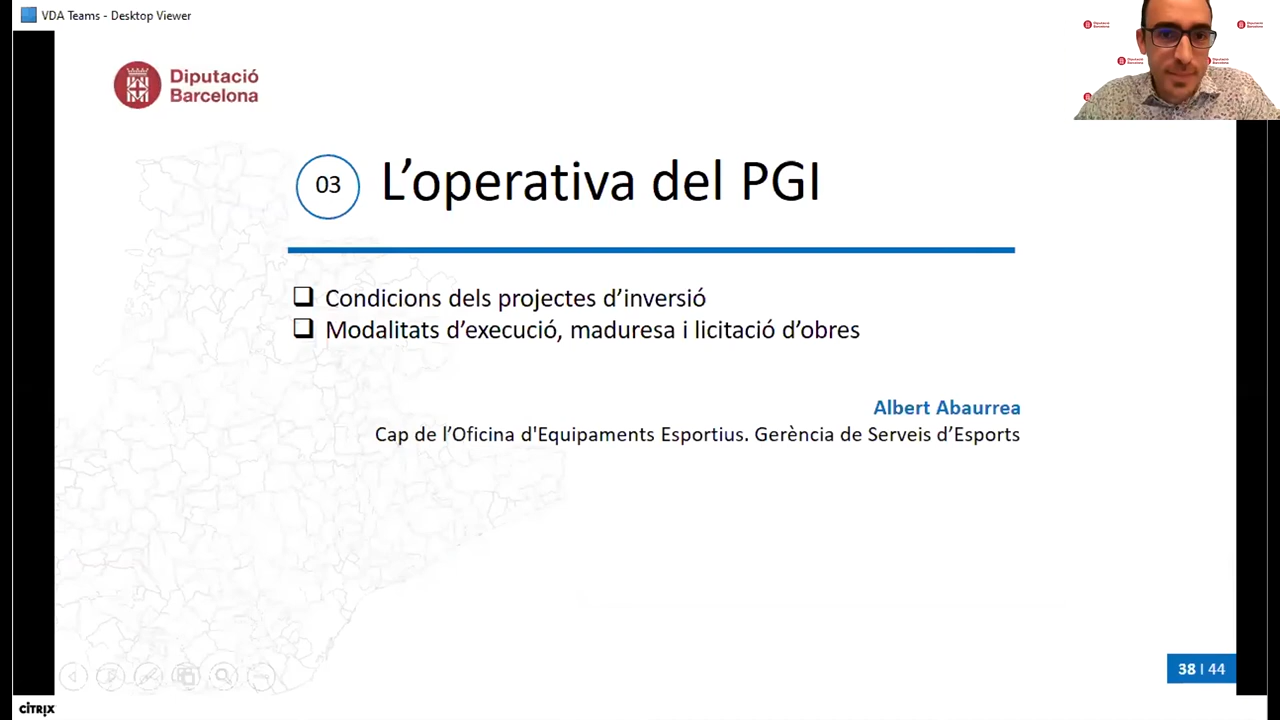 VDA Teams - Desktop Viewer
Diputació
Barcelona
03
L’operativa del PGI
❑ Condicions dels projectes d’inversió
❑ Modalitats d’execució, maduresa i licitació d’obres
Albert Abaurrea
Cap de l’Oficina d'Equipaments Esportius. Gerència de Serveis d’Esports
38 | 44
citrix